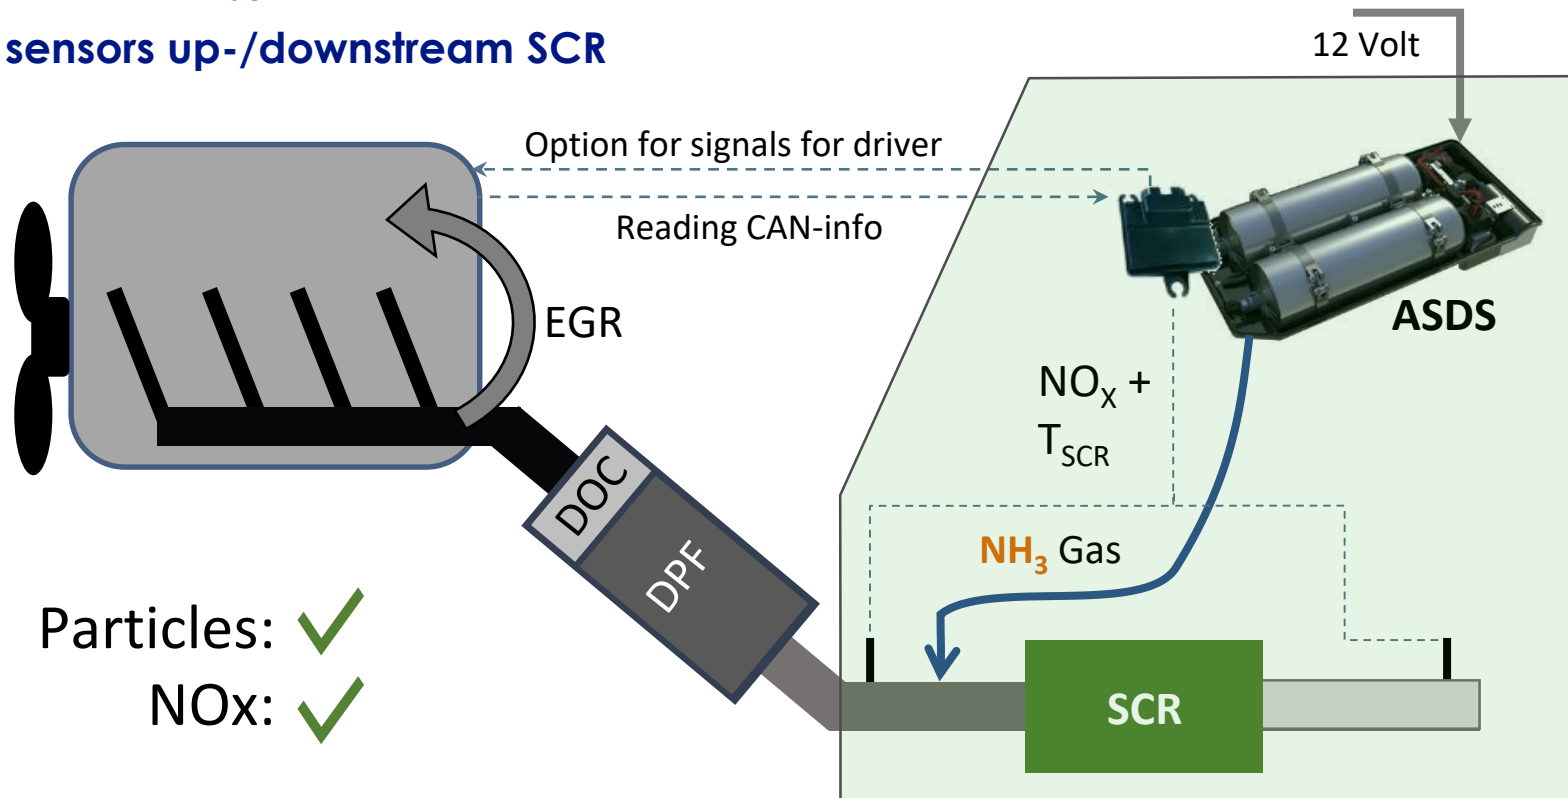 sensors up-/downstream SCR
12 Volt
Option for signals for driver
Reading CAN-info
EGR
ASDS
NOX +
TSCR
DOC
DPF
NH3 Gas
Particles: ✓
NOx: ✓
SCR